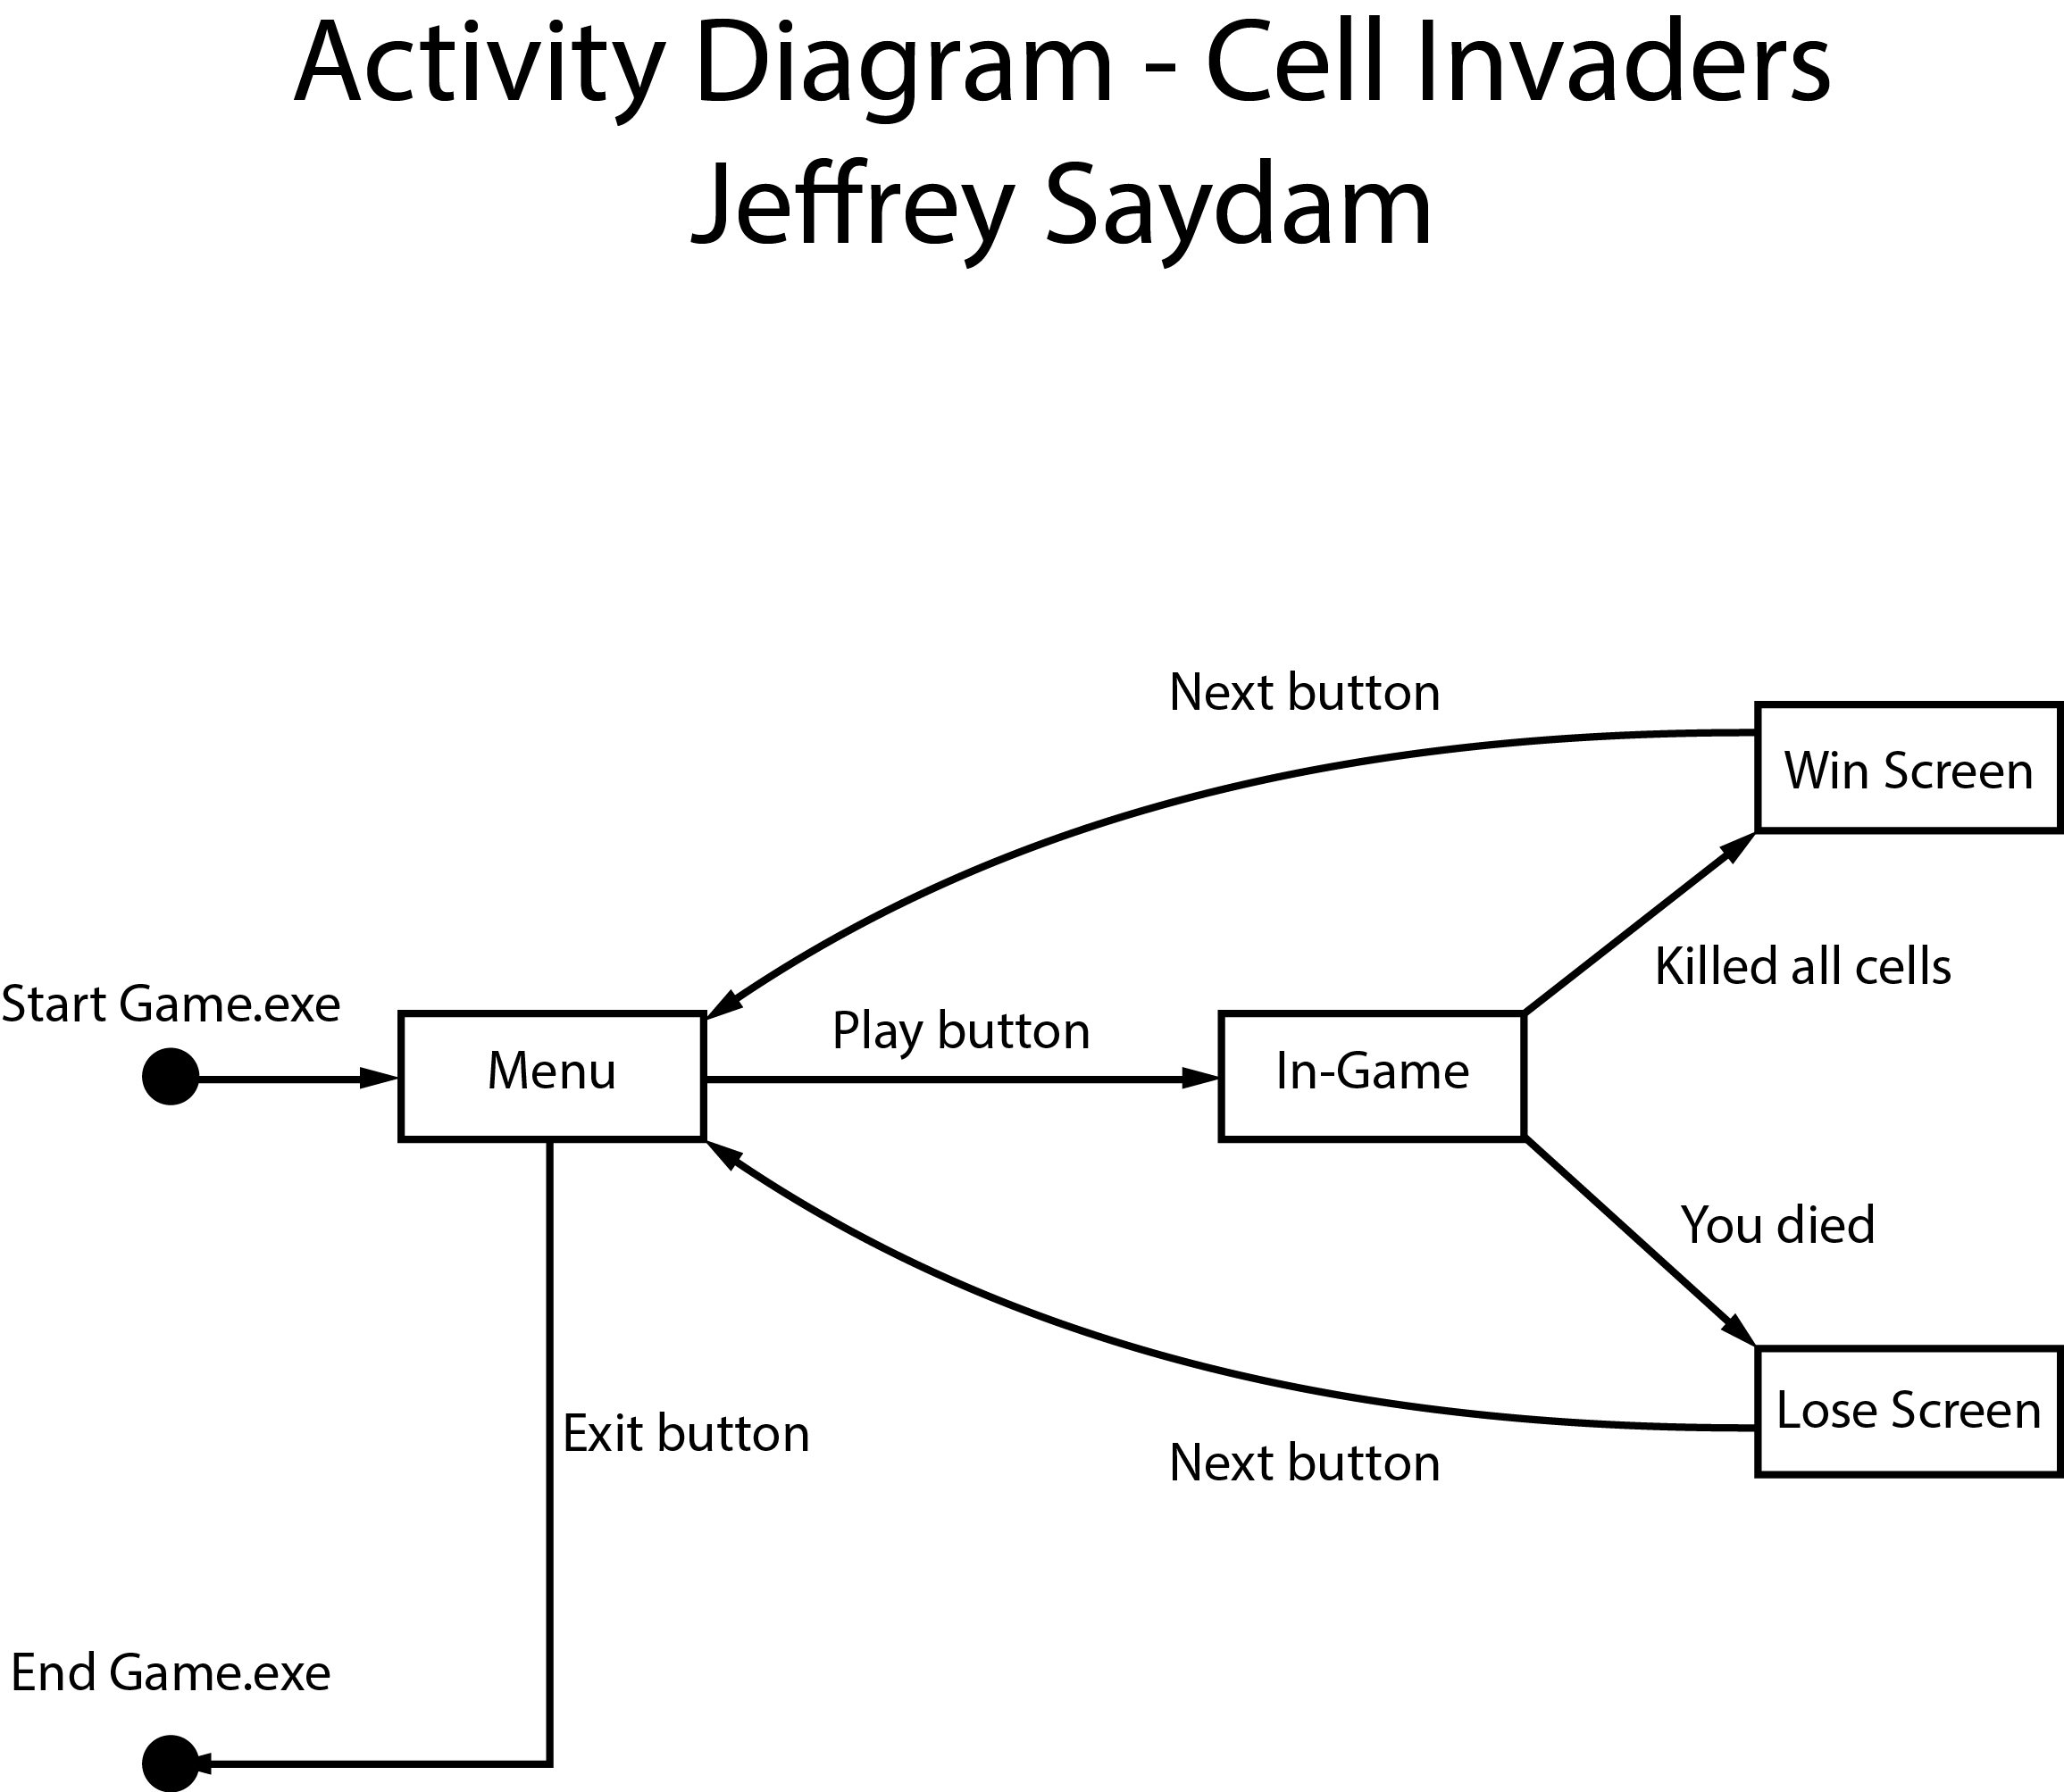 Activity Diagram - Cell Invaders
Jeffrey Saydam
Next button
Win Screen
Killed all cells
Start Game.exe
Play button
Menu
In-Game
You died
Lose Screen
Exit button
Next button
End Game.exe